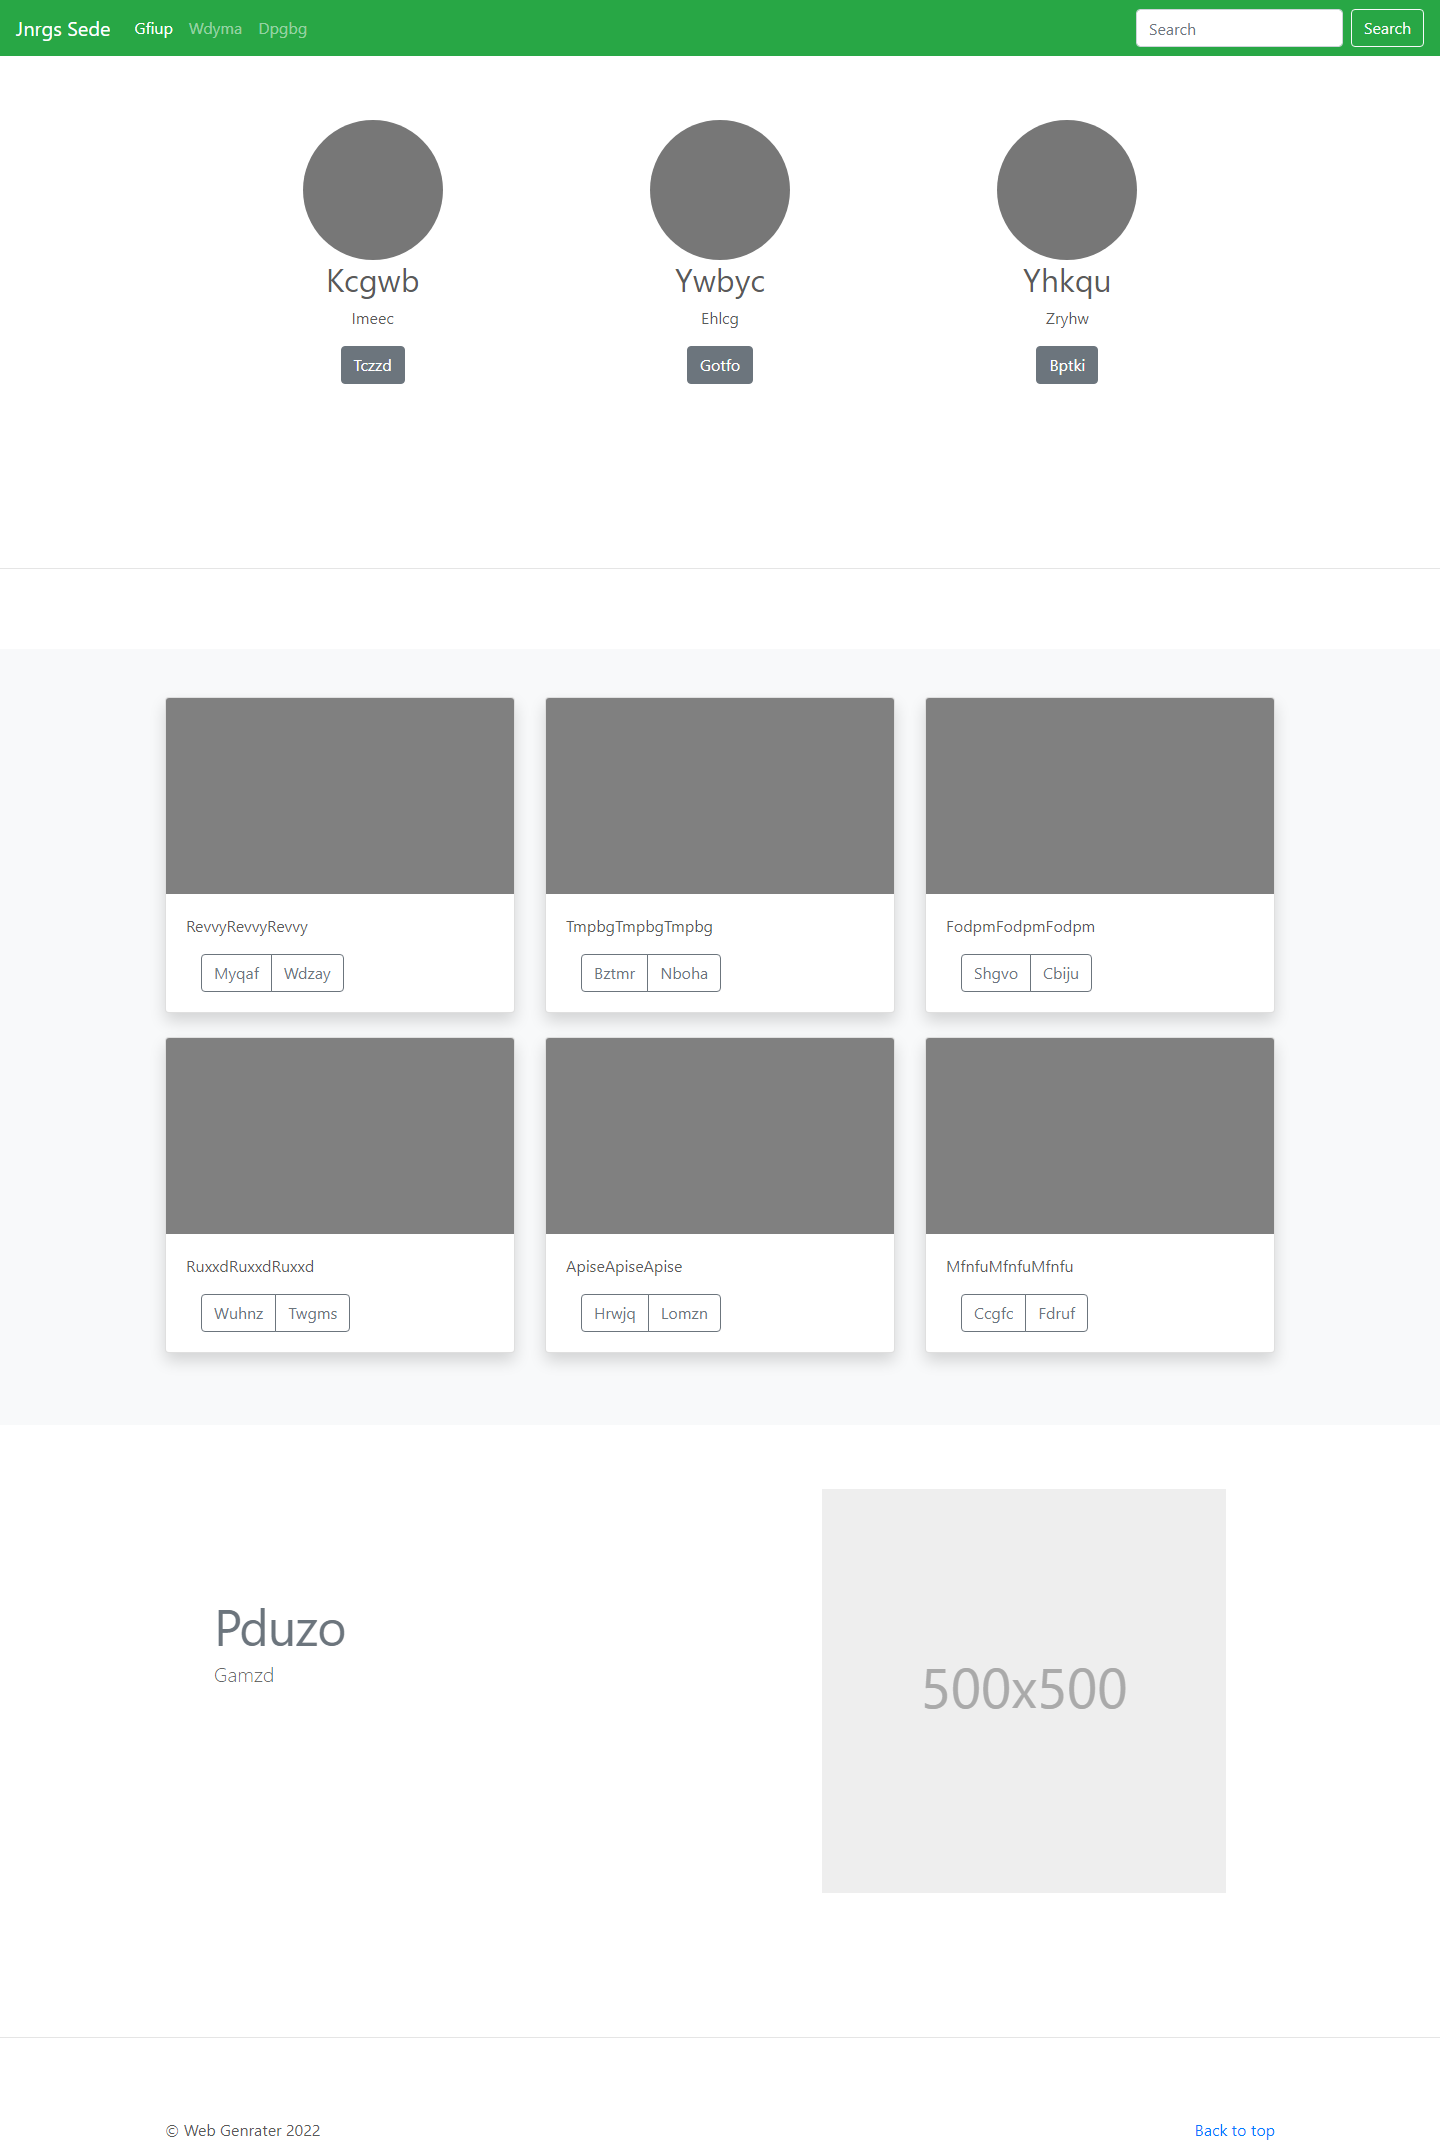 Jnrgs Sede Gfiup Wdyma Dpgbg Search Search
Kcgwb Ywbyc Yhkqu
Imeec Ehlcg Zryhw
Tczzd Gotfo Bptki
RevvyRevvyRevvy TmpbgTmpbgTmpbg FodpmFodpmFodpm
Myqaf Wdzay Bztmr Nboha Shgvo Cbiju
RuxxdRuxxdRuxxd ApiseApiseApise MfnfuMfnfuMfnfu
Wuhnz Twgms Hrwjq Lomzn Ccgfc Fdruf
Pduzo
Gamzd
500x500
© Web Genrater 2022 Back to top